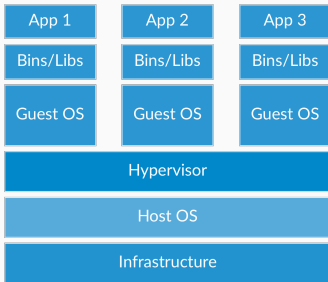 App 1 App 2 App 3
Bins/Libs Bins/Libs Bins/Libs
Guest OS Guest OS Guest OS
Hypervisor
Host OS
Infrastructure